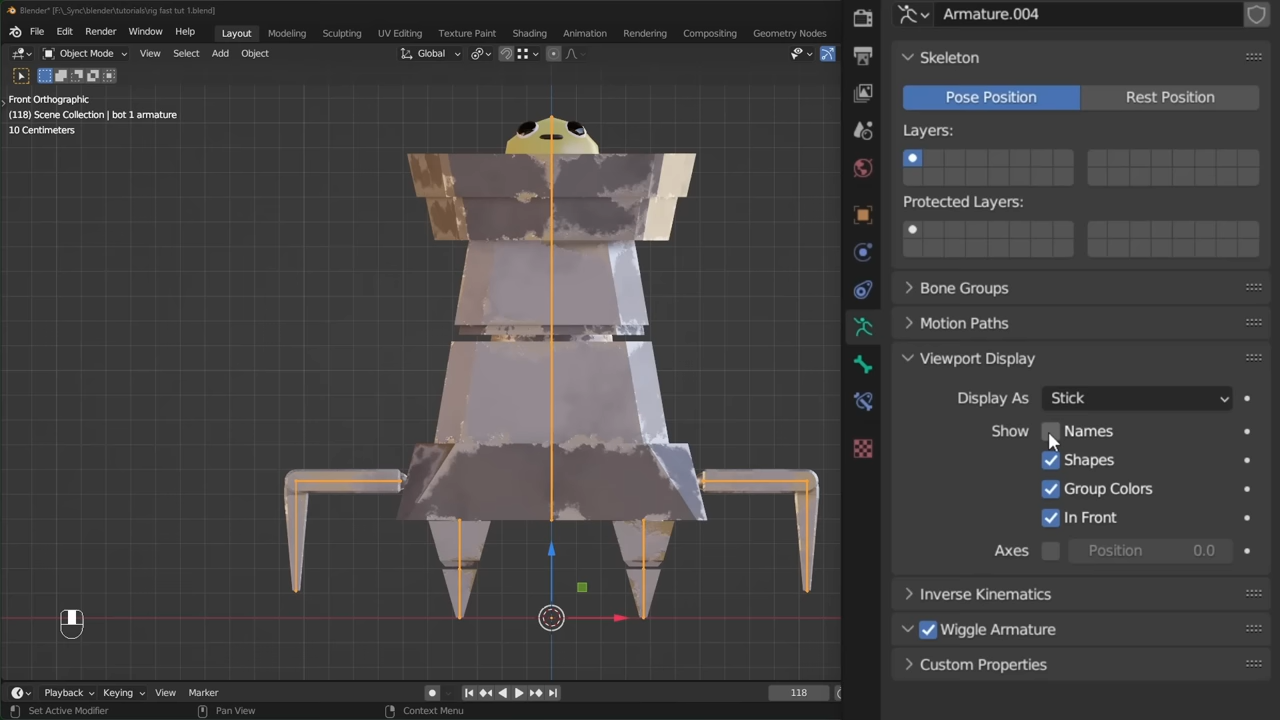 Blender* [F:\_Sync\blender\tutorials\rig fast tut 1.blend]
File Edit Render Window Help Layout Modeling Sculpting UV Editing Texture Paint Shading Animation Rendering Compositing Geometry Nodes
Object Mode View Select Add Object Global
Front Orthographic
(118) Scene Collection | bot 1 armature
10 Centimeters
Playback Keying View Marker 118
Set Active Modifier Pan View Context Menu
Armature.004
Skeleton
Pose Position Rest Position
Layers:
Protected Layers:
Bone Groups
Motion Paths
Viewport Display
Display As Stick
Show Names
Shapes
Group Colors
In Front
Axes Position 0.0
Inverse Kinematics
Wiggle Armature
Custom Properties